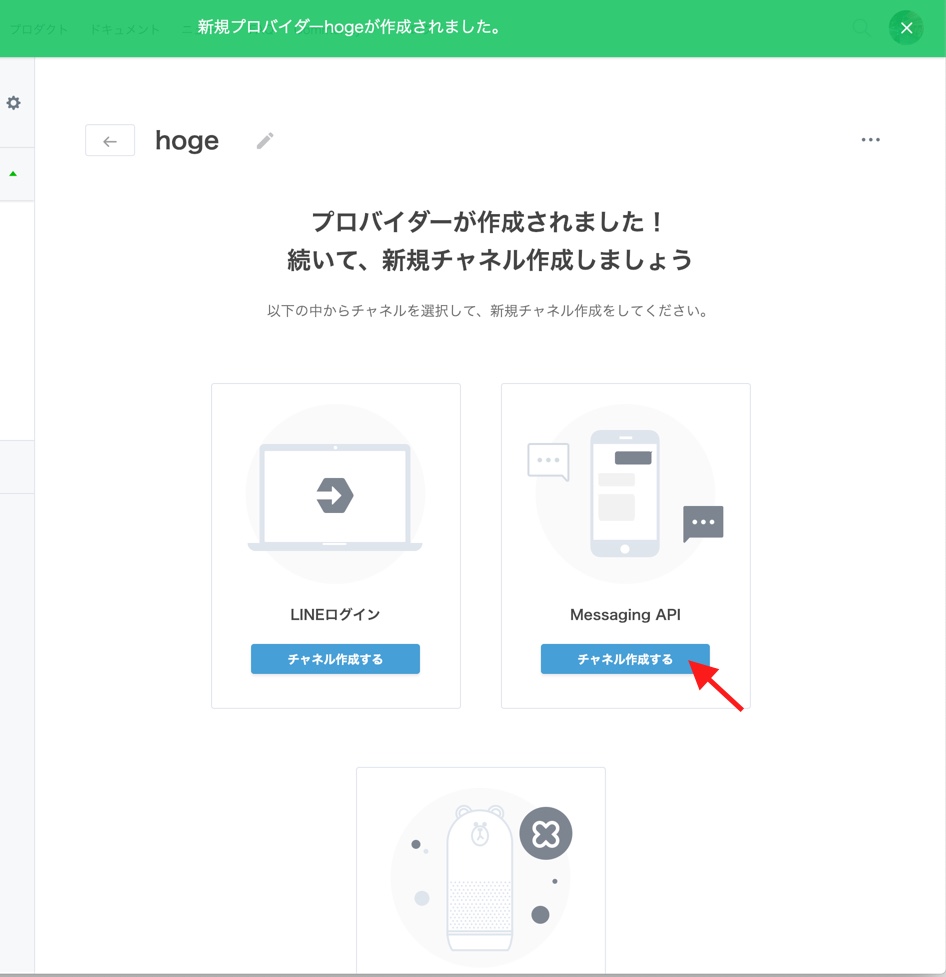 新規プロバイダーhogeが作成されました。
プロダクト ドキュメント
hoge
プロバイダーが作成されました！
続いて、新規チャネル作成しましょう
以下の中からチャネルを選択して、新規チャネル作成をしてください。
LINEログイン
チャネル作成する
Messaging API
チャネル作成する